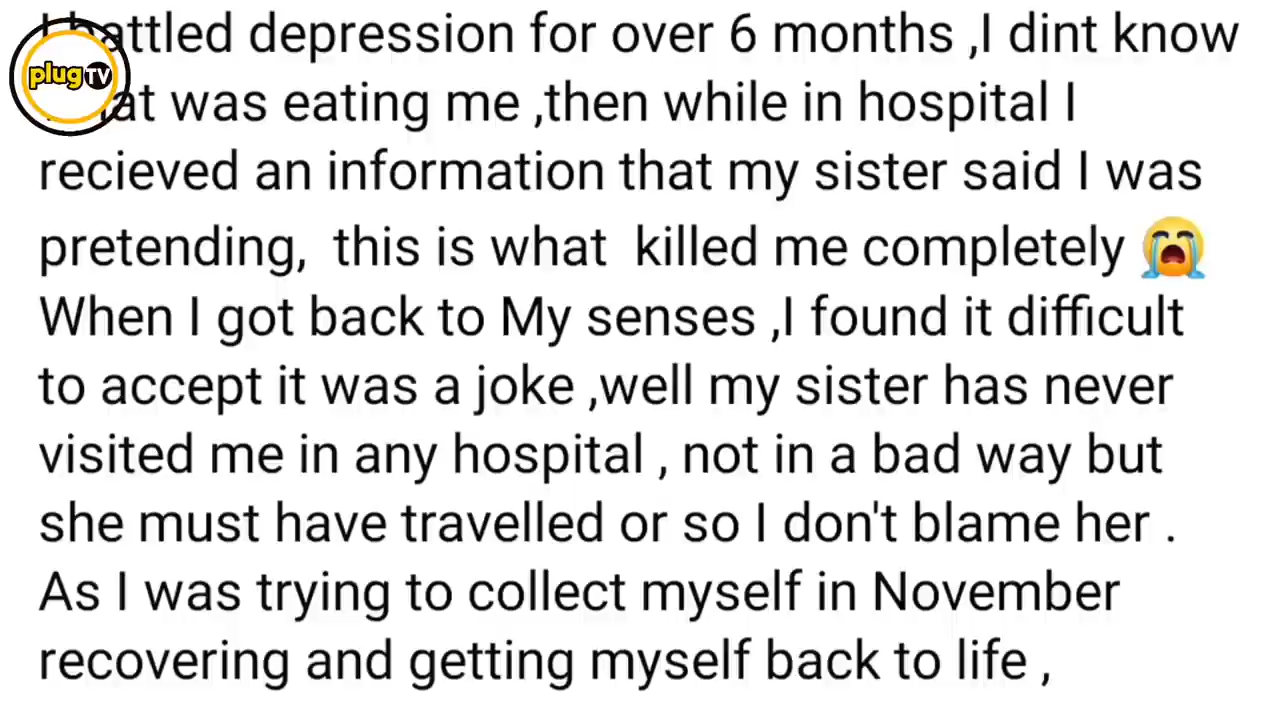 I battled depression for over 6 months ,I dint know
what was eating me ,then while in hospital I
recieved an information that my sister said I was
pretending,  this is what  killed me completely 😭
When I got back to My senses ,I found it difficult
to accept it was a joke ,well my sister has never
visited me in any hospital , not in a bad way but
she must have travelled or so I don't blame her .
As I was trying to collect myself in November
recovering and getting myself back to life ,
plug TV